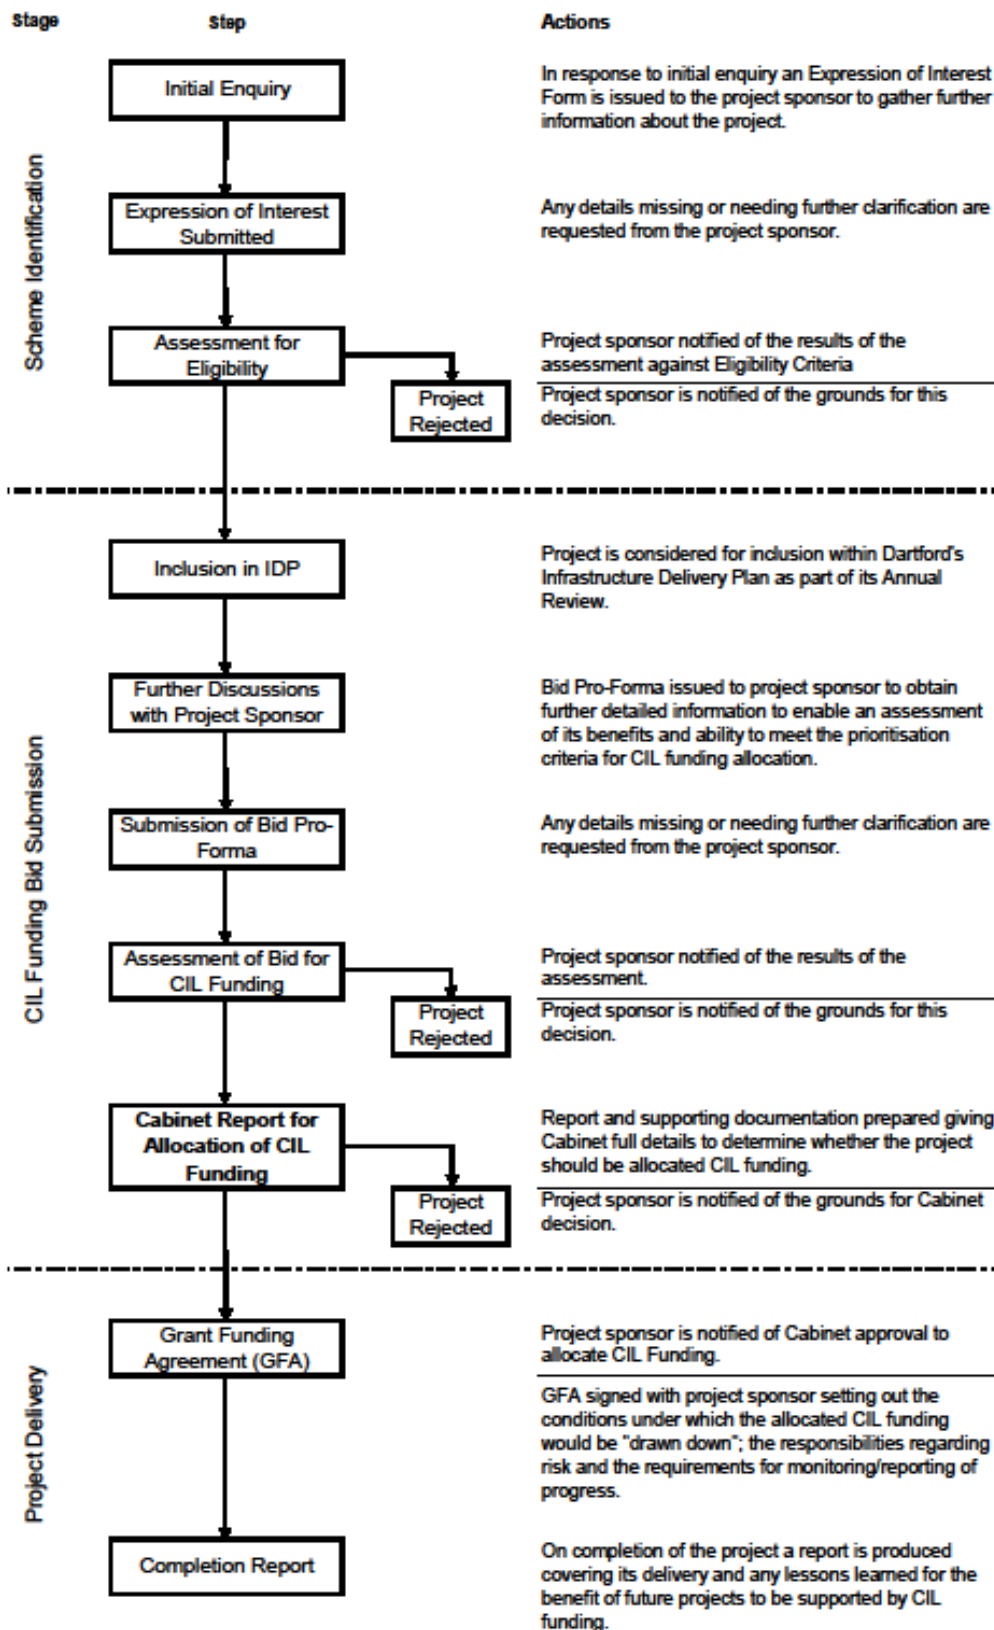 Stage Step Actions
Initial Enquiry
In response to initial enquiry an Expression of Interest
Form is issued to the project sponsor to gather further
information about the project.
Scheme Identification
Expression of Interest
Submitted
Any details missing or needing further clarification are
requested from the project sponsor.
Assessment for
Eligibility
Project sponsor notified of the results of the
assessment against Eligibility Criteria
Project
Rejected
Project sponsor is notified of the grounds for this
decision.
Inclusion in IDP
Project is considered for inclusion within Dartford's
Infrastructure Delivery Plan as part of its Annual
Review.
CIL Funding Bid Submission
Further Discussions
with Project Sponsor
Bid Pro-Forma issued to project sponsor to obtain
further detailed information to enable an assessment
of its benefits and ability to meet the prioritisation
criteria for CIL funding allocation.
Submission of Bid Pro-
Forma
Any details missing or needing further clarification are
requested from the project sponsor.
Assessment of Bid for
CIL Funding
Project sponsor notified of the results of the
assessment.
Project
Rejected
Project sponsor is notified of the grounds for this
decision.
Cabinet Report for
Allocation of CIL
Funding
Report and supporting documentation prepared giving
Cabinet full details to determine whether the project
should be allocated CIL funding.
Project
Rejected
Project sponsor is notified of the grounds for Cabinet
decision.
Project Delivery
Grant Funding
Agreement (GFA)
Project sponsor is notified of Cabinet approval to
allocate CIL Funding.
GFA signed with project sponsor setting out the
conditions under which the allocated CIL funding
would be "drawn down"; the responsibilities regarding
risk and the requirements for monitoring/reporting of
progress.
Completion Report
On completion of the project a report is produced
covering its delivery and any lessons learned for the
benefit of future projects to be supported by CIL
funding.